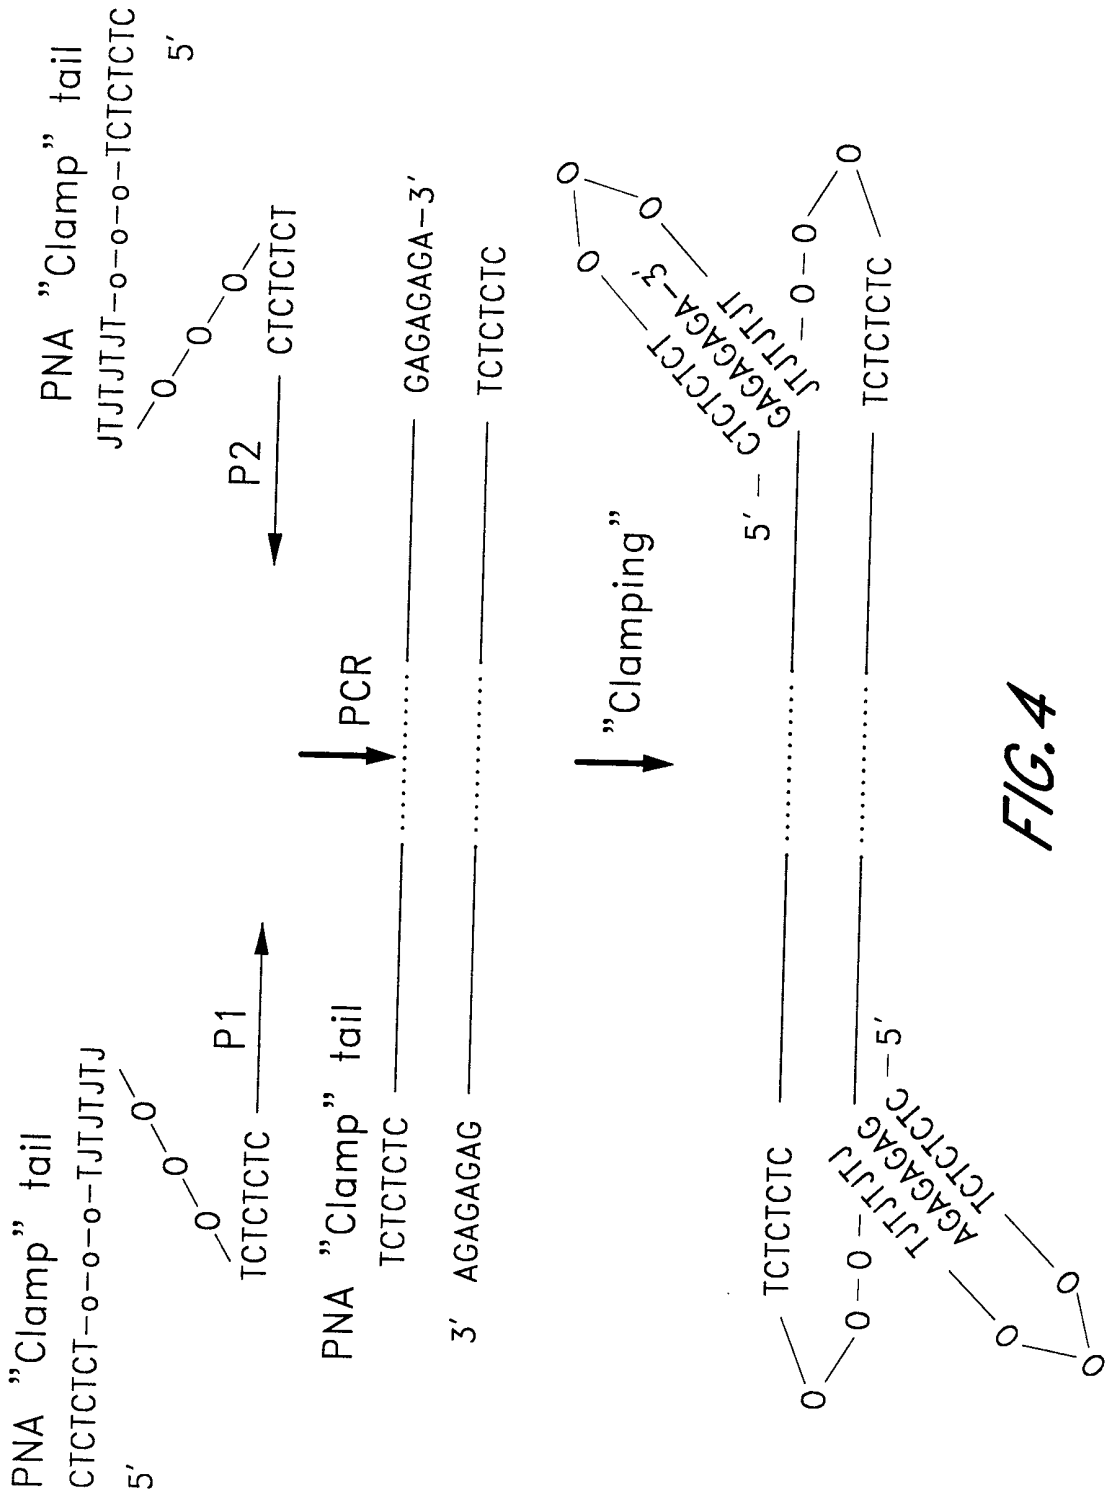 PNA ”Clamp” tail
CTCTCTCT–o–o–o–TJTJTJTJ
5′
O
O
O
TCTCTCTC
P1
PNA ”Clamp” tail
JTJTJTJT–o–o–o–TCTCTCTC
5′
O
O
O
CTCTCTCT
P2
PCR
PNA ”Clamp” tail
TCTCTCTC
GAGAGAGA–3′
3′ AGAGAGAG
TCTCTCTC
”Clamping”
5′ – CTCTCTCT
GAGAGAGA–3′
JTJTJTJT
O
O
O
O–O
O
TCTCTCTC
TCTCTCTC
O
O–O
TJTJTJTJ
AGAGAGAG
TCTCTCTC –5′
O
O
O
FIG. 4